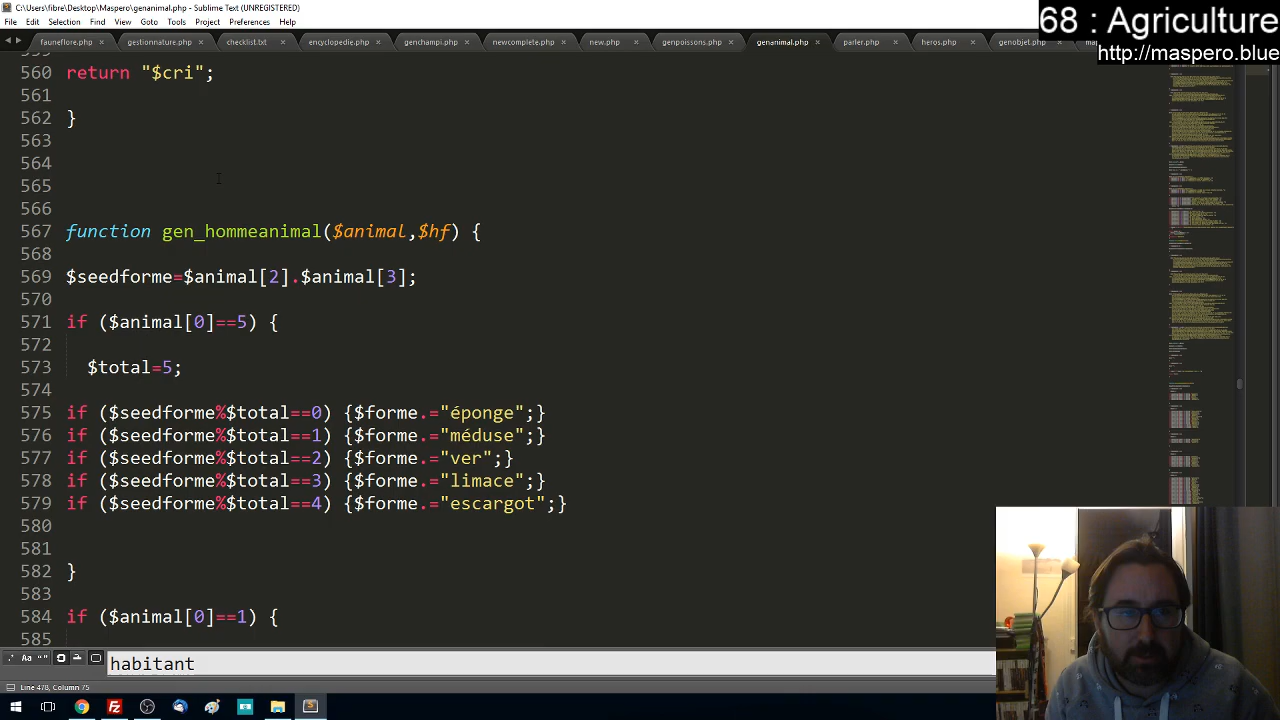 C:\Users\fibre\Desktop\Maspero\genanimal.php - Sublime Text (UNREGISTERED)
68 : Agriculture
File Edit Selection Find View Goto Tools Project Preferences Help
http://maspero.blue
fauneflore.php × gestionnature.php × checklist.txt × encyclopedie.php × genchampi.php × newcomplete.php × new.php × genpoissons.php × genanimal.php × parler.php × heros.php × genobjet.php ×
560 return "$cri";
561
562 }
563
564
565
566
567 function gen_hommeanimal($animal,$hf) {
568
569 $seedforme=$animal[2].$animal[3];
570
571 if ($animal[0]==5) {
572
573 $total=5;
574
575 if ($seedforme%$total==0) {$forme.="éponge";}
576 if ($seedforme%$total==1) {$forme.="méduse";}
577 if ($seedforme%$total==2) {$forme.="ver";}
578 if ($seedforme%$total==3) {$forme.="limace";}
579 if ($seedforme%$total==4) {$forme.="escargot";}
580
581
582 }
583
584 if ($animal[0]==1) {
585
.* Aa “” habitant
Line 478, Column 75